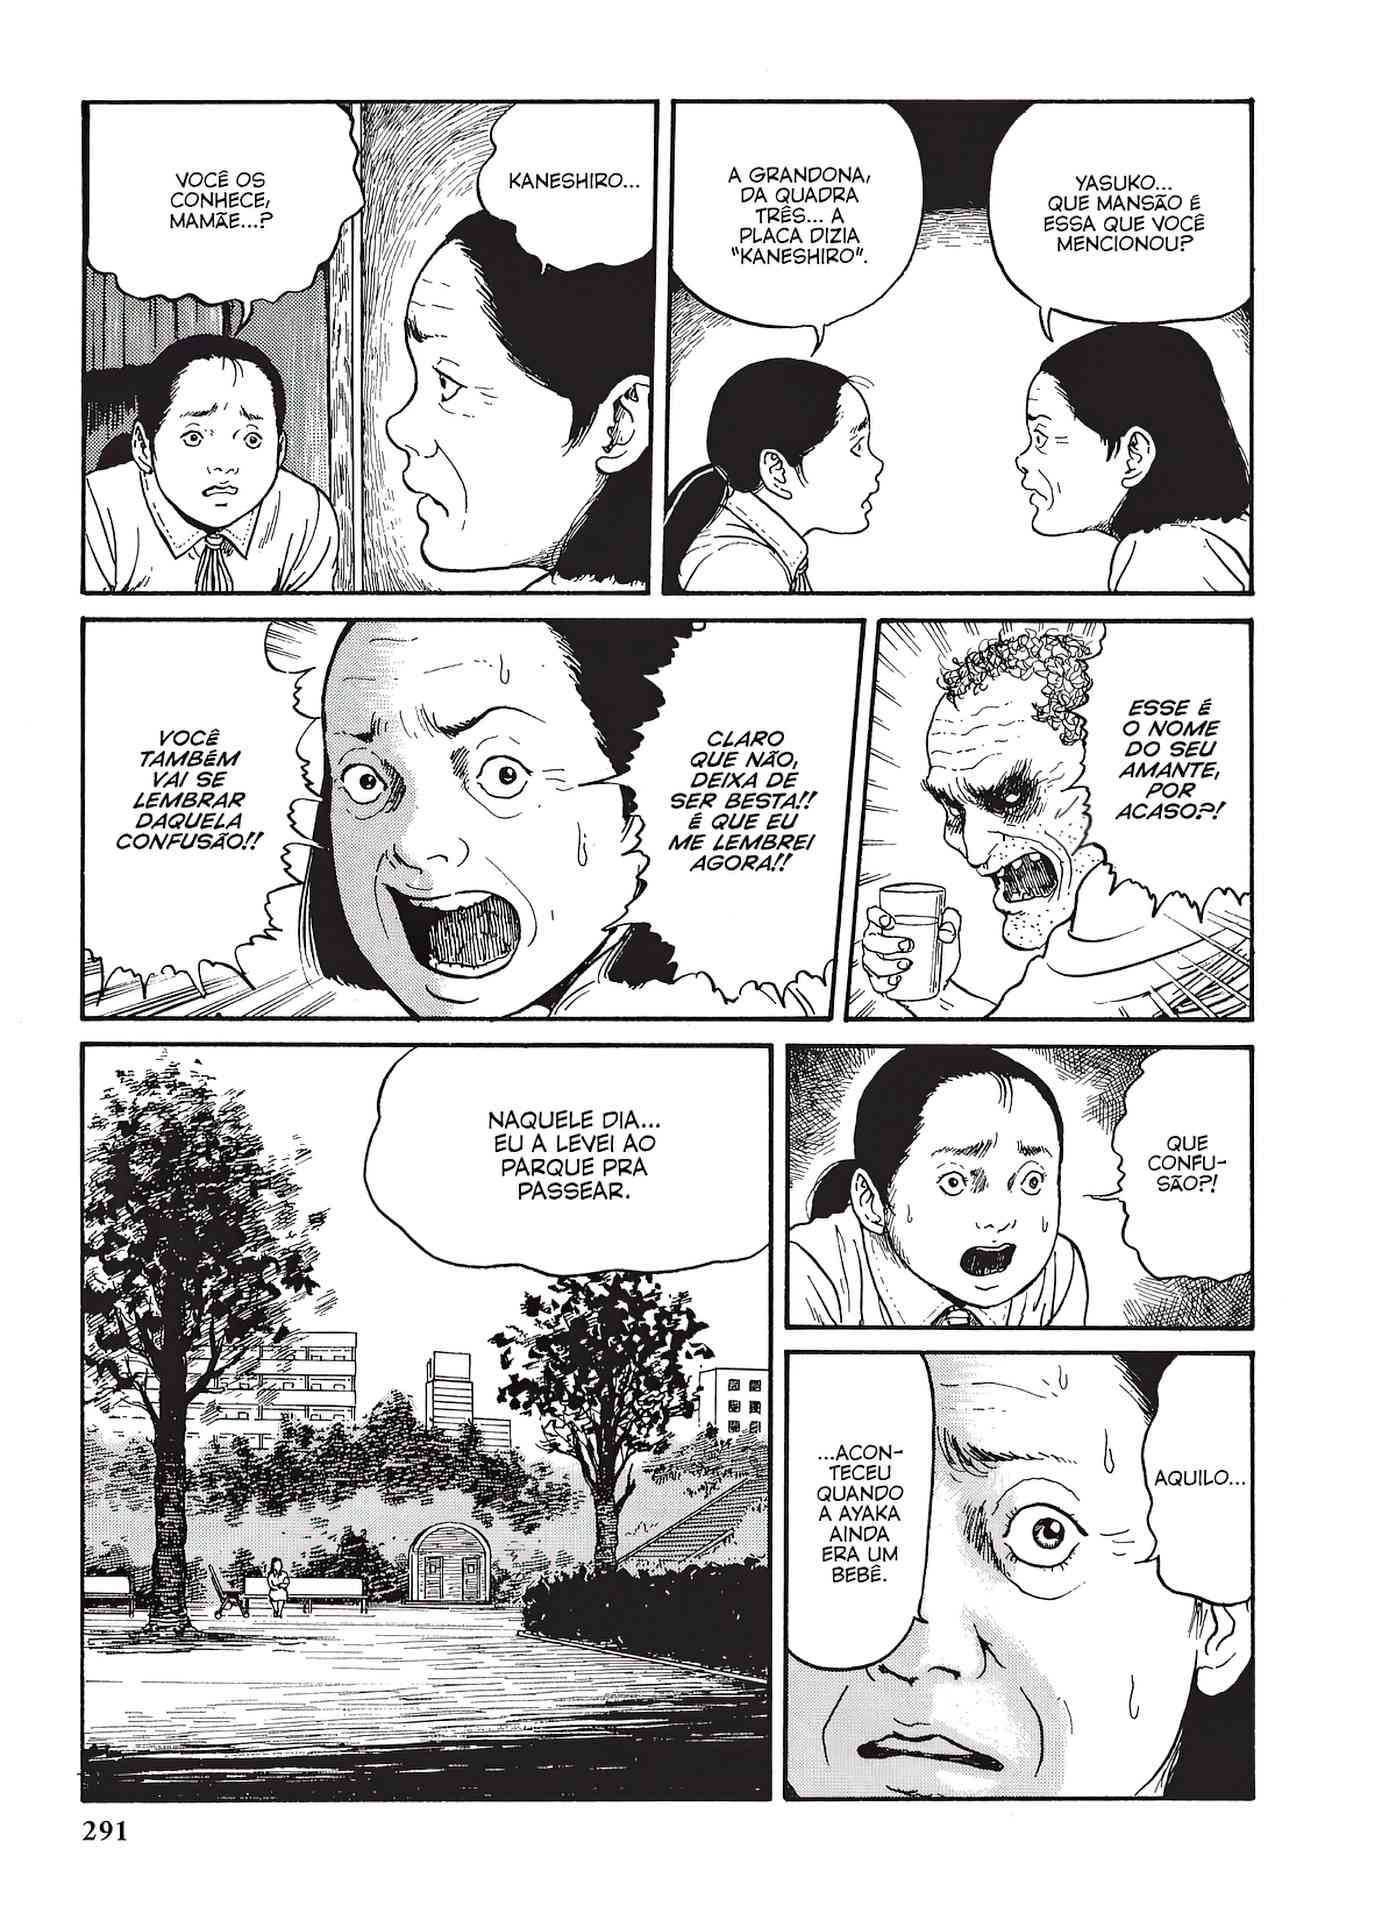 YASUKO...
QUE MANSÃO É
ESSA QUE VOCÊ
MENCIONOU?
A GRANDONA,
DA QUADRA
TRÊS... A
PLACA DIZIA
"KANESHIRO".
KANESHIRO...
VOCÊ OS
CONHECE,
MAMÃE...?
ESSE É
O NOME
DO SEU
AMANTE,
POR
ACASO?!
CLARO
QUE NÃO,
DEIXA DE
SER BESTA!!
É QUE EU
ME LEMBREI
AGORA!!
VOCÊ
TAMBÉM
VAI SE
LEMBRAR
DAQUELA
CONFUSÃO!!
QUE
CONFU-
SÃO?!
AQUILO...
...ACON-
TECEU
QUANDO
A AYAKA
AINDA
ERA UM
BEBÊ.
NAQUELE DIA...
EU A LEVEI AO
PARQUE PRA
PASSEAR.
291